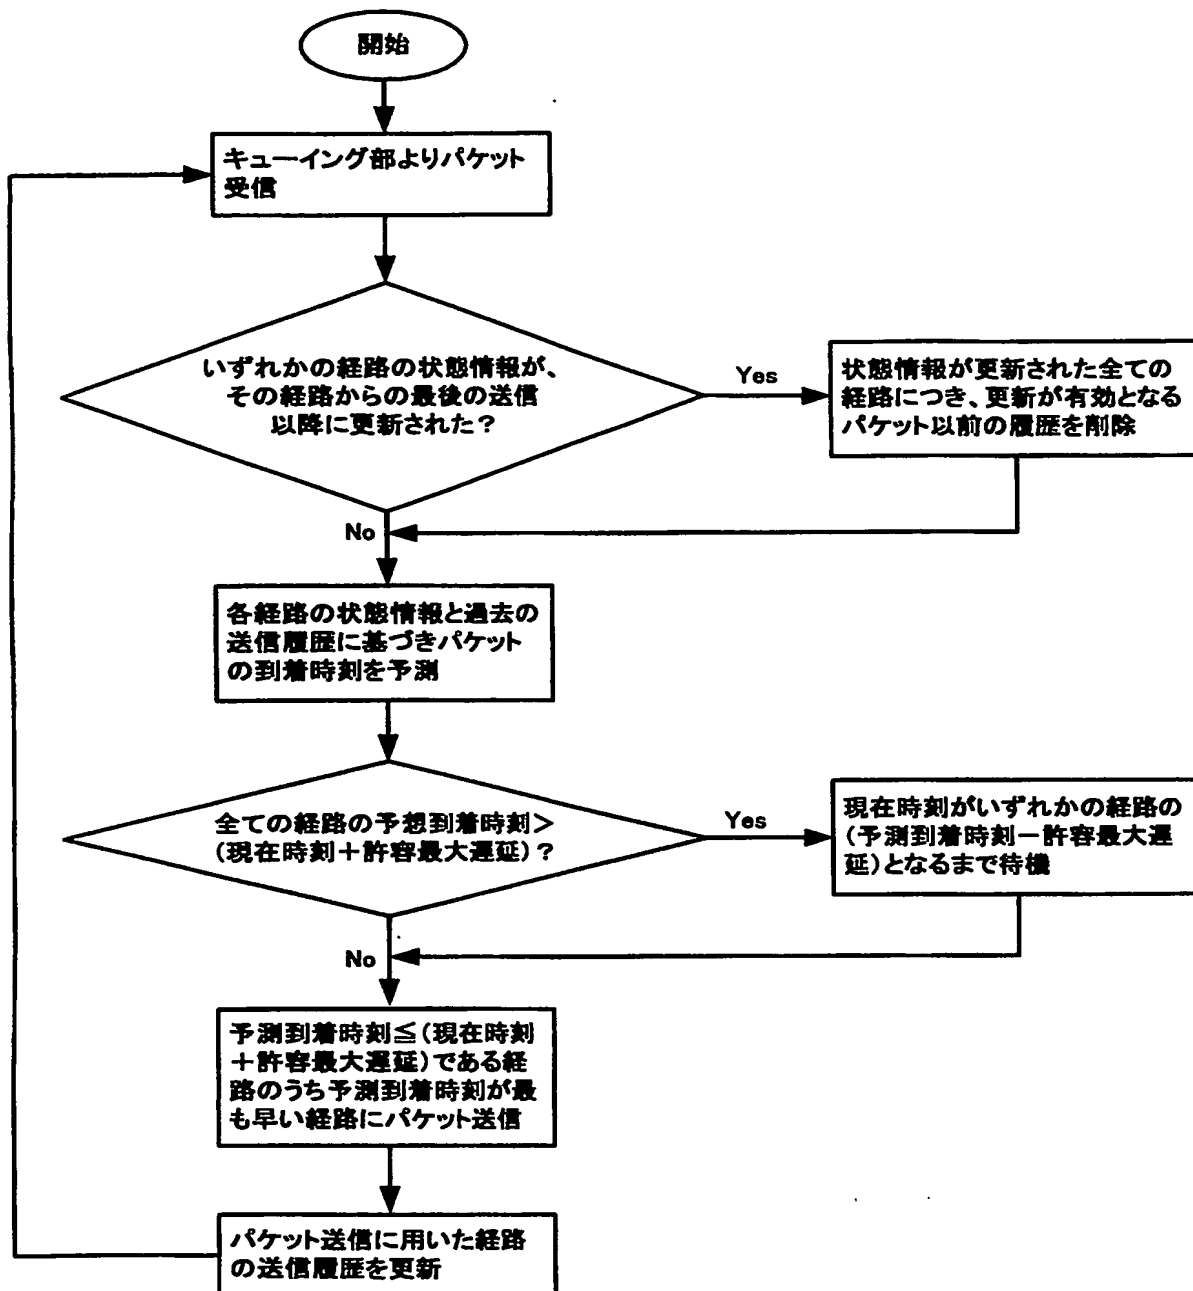 開始
キューイング部よりパケット
受信
いずれかの経路の状態情報が、
その経路からの最後の送信
以降に更新された?
Yes
状態情報が更新された全ての
経路につき、更新が有効となる
パケット以前の履歴を削除
No
各経路の状態情報と過去の
送信履歴に基づきパケット
の到着時刻を予測
全ての経路の予想到着時刻>
(現在時刻+許容最大遅延)?
Yes
現在時刻がいずれかの経路の
(予測到着時刻ー許容最大遅
延)となるまで待機
No
予測到着時刻≦(現在時刻
+許容最大遅延)である経
路のうち予測到着時刻が最
も早い経路にパケット送信
パケット送信に用いた経路
の送信履歴を更新